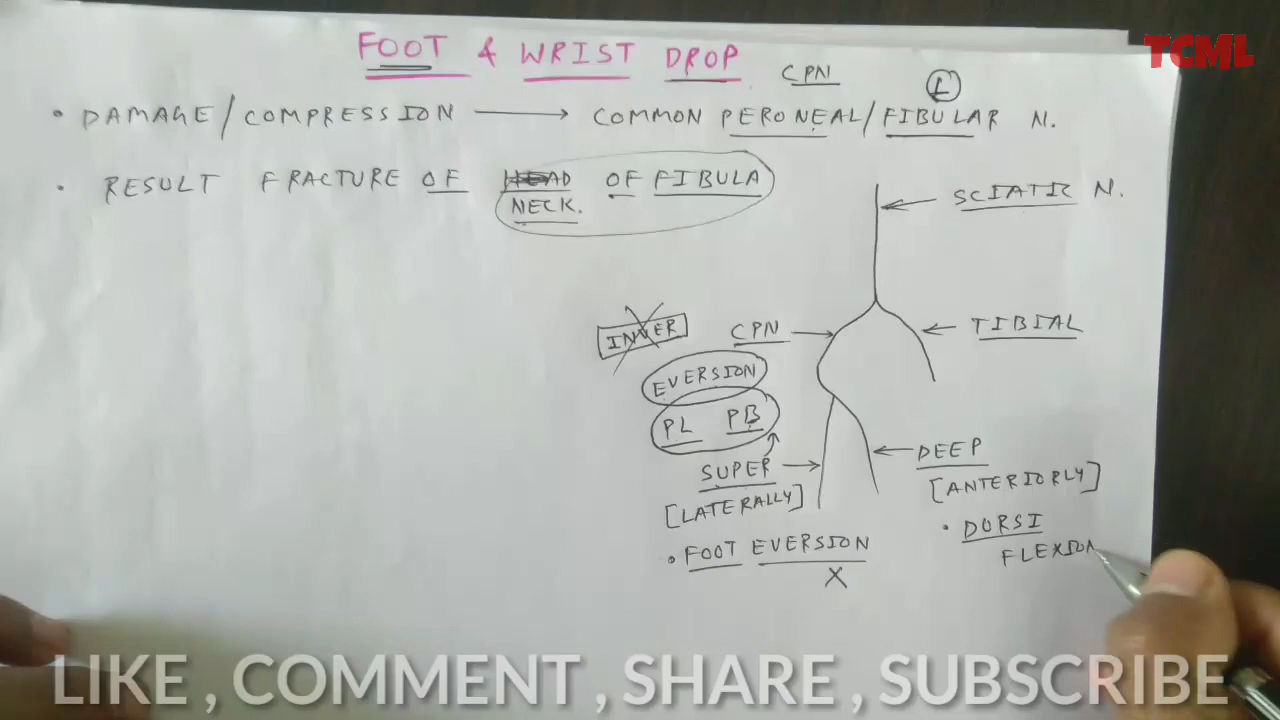 TCML
FOOT & WRIST DROP
CPN
L
• DAMAGE/COMPRESSION → COMMON PERONEAL/FIBULAR N.
• RESULT FRACTURE OF HEAD OF FIBULA
NECK.
← SCIATIC N.
INVER
CPN →
← TIBIAL
EVERSION
PL PB
SUPER →
← DEEP
[LATERALLY]
[ANTERIORLY]
• FOOT EVERSION
X
• DORSI
FLEXION
LIKE , COMMENT , SHARE , SUBSCRIBE